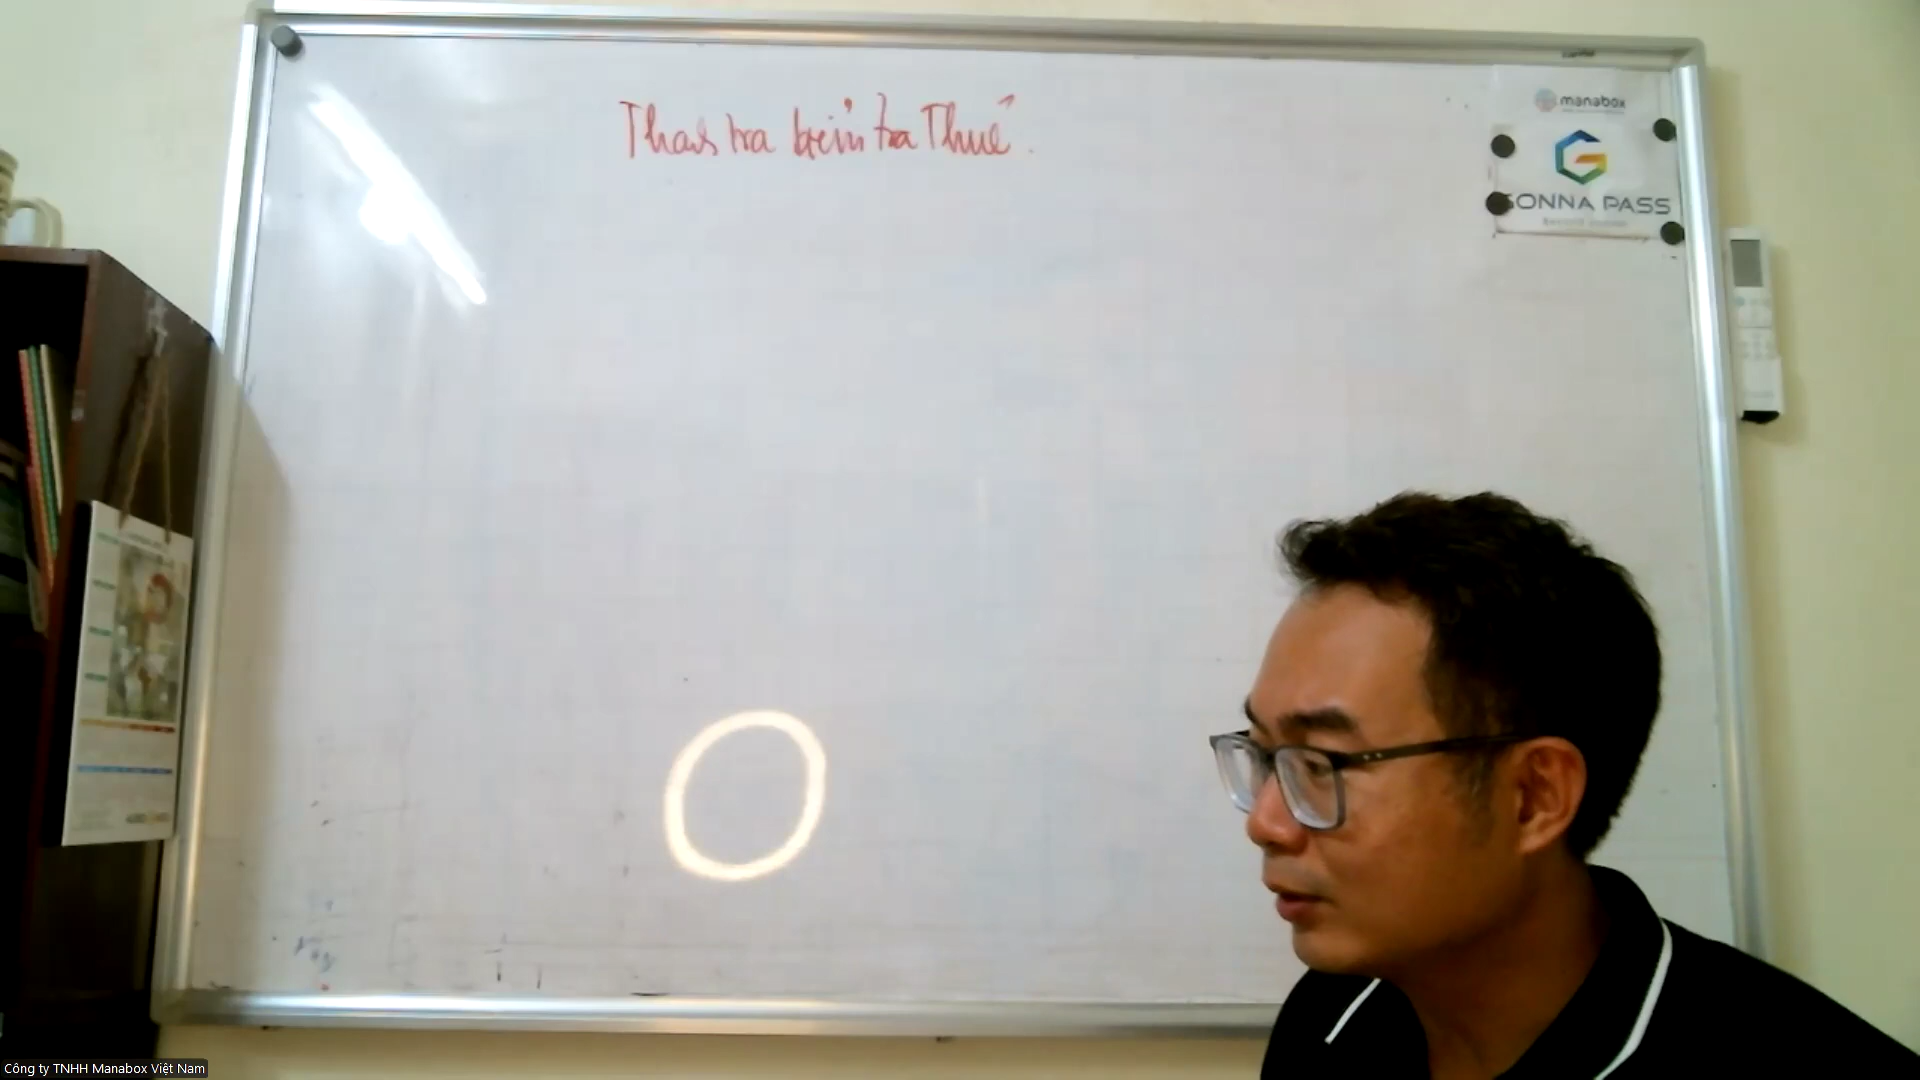 Thanh tra kiểm tra Thuế.
manabox
GONNA PASS
Công ty TNHH Manabox Việt Nam